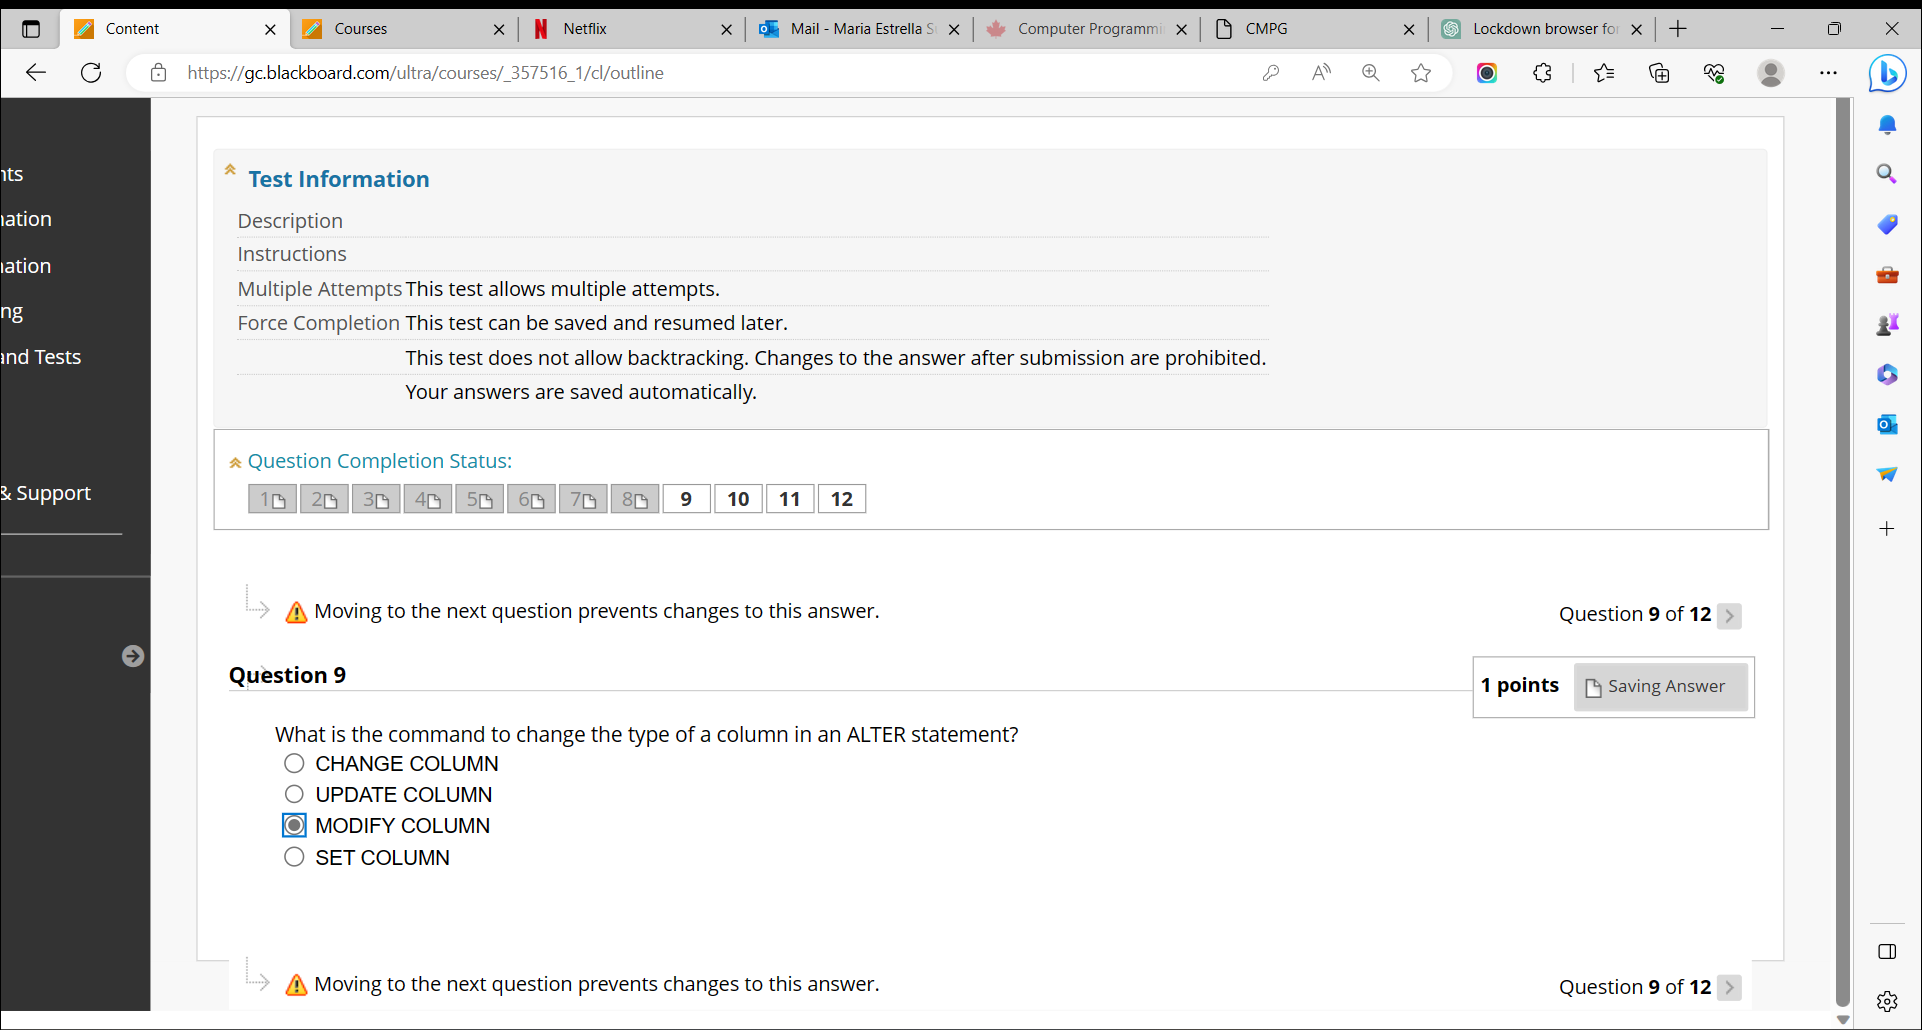 Content
Courses
Netflix
Mail - Maria Estrella S
Computer Programmi
CMPG
Lockdown browser for
https://gc.blackboard.com/ultra/courses/_357516_1/cl/outline
nts
nation
nation
ng
and Tests
& Support
Test Information
Description
Instructions
Multiple Attempts This test allows multiple attempts.
Force Completion This test can be saved and resumed later.
This test does not allow backtracking. Changes to the answer after submission are prohibited.
Your answers are saved automatically.
Question Completion Status:
1 2 3 4 5 6 7 8 9 10 11 12
Moving to the next question prevents changes to this answer.
Question 9 of 12
Question 9
1 points
Saving Answer
What is the command to change the type of a column in an ALTER statement?
CHANGE COLUMN
UPDATE COLUMN
MODIFY COLUMN
SET COLUMN
Moving to the next question prevents changes to this answer.
Question 9 of 12